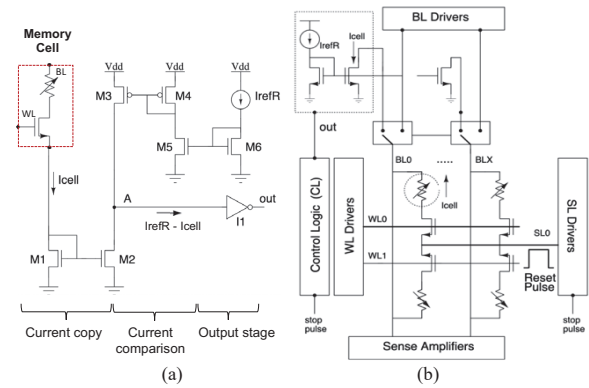 Memory
Cell
BL
WL
Icell
Vdd
Vdd
Vdd
M3
M4
IrefR
M5
M6
A
IrefR - Icell
I1
out
M1
M2
Current copy
Current
comparison
Output stage
(a)
BL Drivers
IrefR
Icell
out
BL0
.....
BLX
Control Logic (CL)
WL Drivers
WL0
WL1
Icell
SL0
SL Drivers
Reset
Pulse
stop
pulse
stop
pulse
Sense Amplifiers
(b)